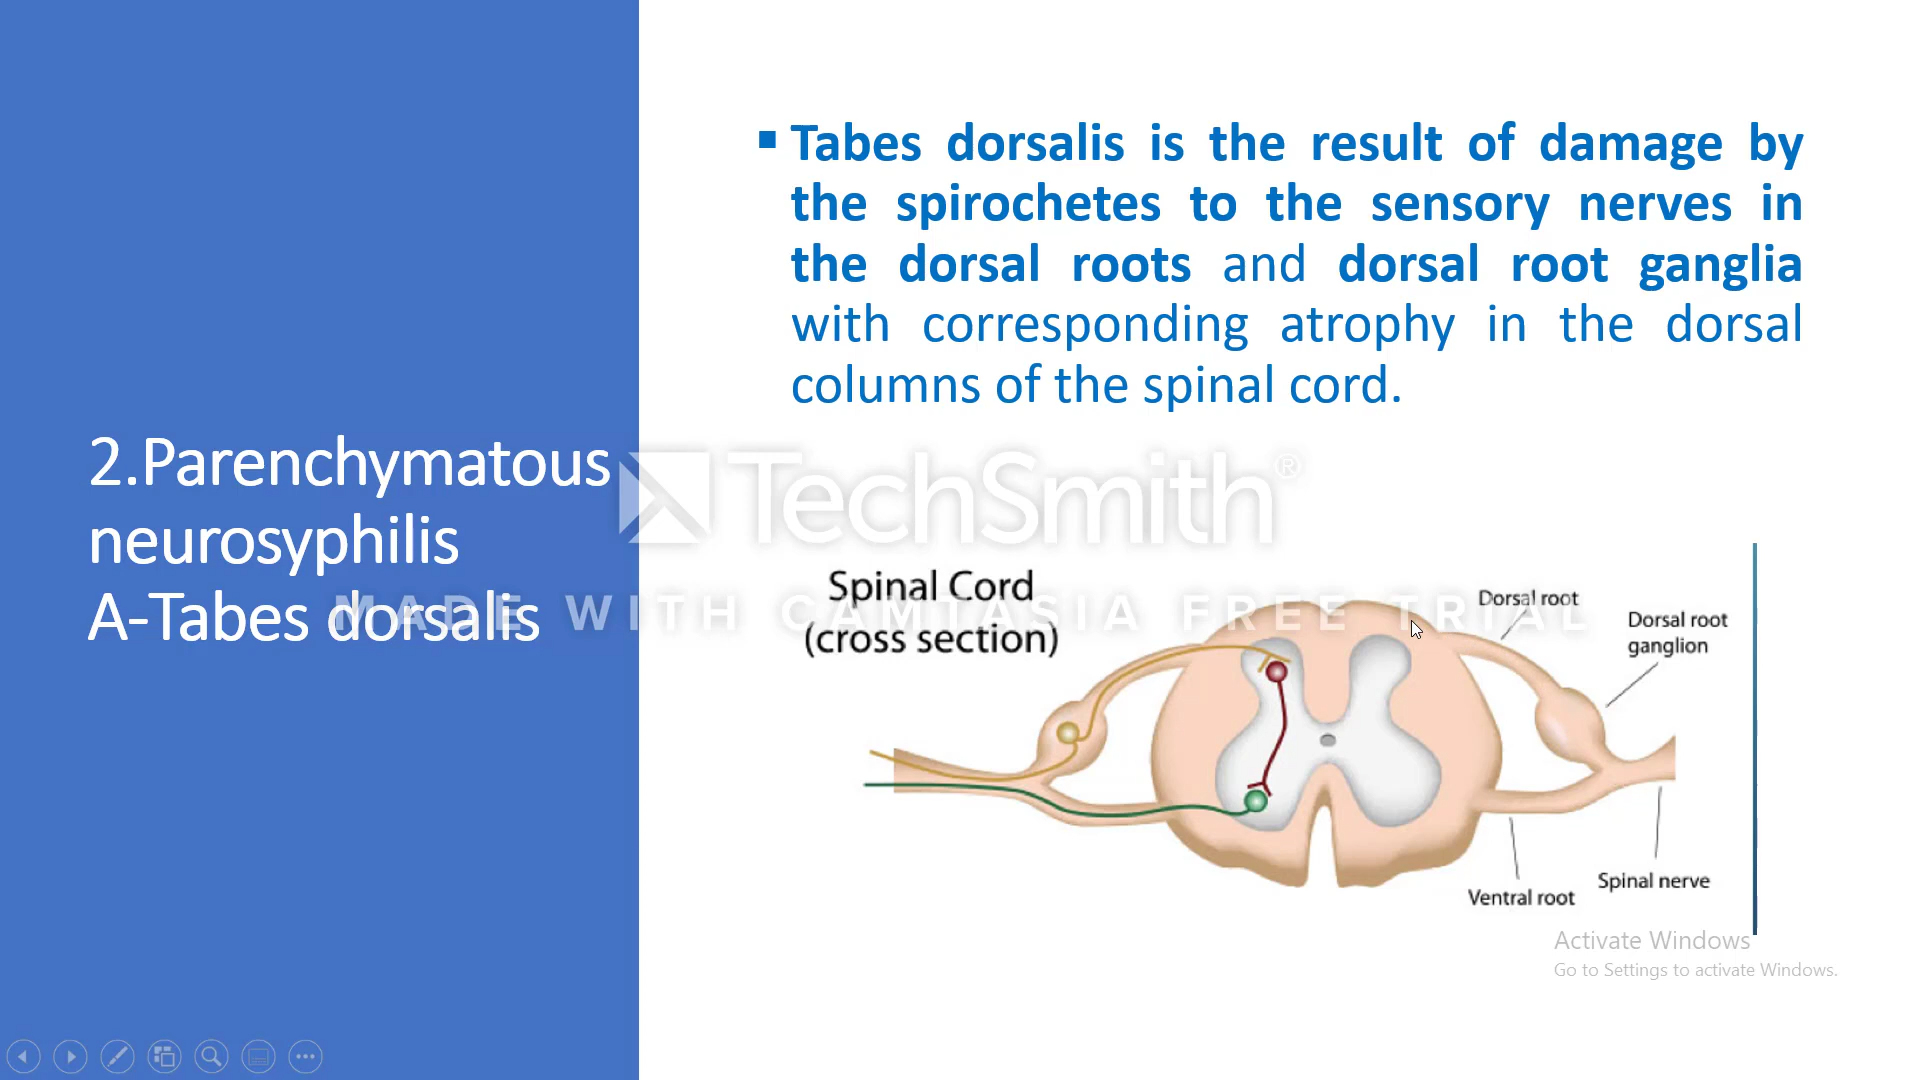 2.Parenchymatous
neurosyphilis
A-Tabes dorsalis
▪ Tabes dorsalis is the result of damage by
the spirochetes to the sensory nerves in
the dorsal roots and dorsal root ganglia
with corresponding atrophy in the dorsal
columns of the spinal cord.
TechSmith®
MADE WITH CAMTASIA FREE TRIAL
Spinal Cord
(cross section)
Dorsal root
Dorsal root
ganglion
Spinal nerve
Ventral root
Activate Windows
Go to Settings to activate Windows.